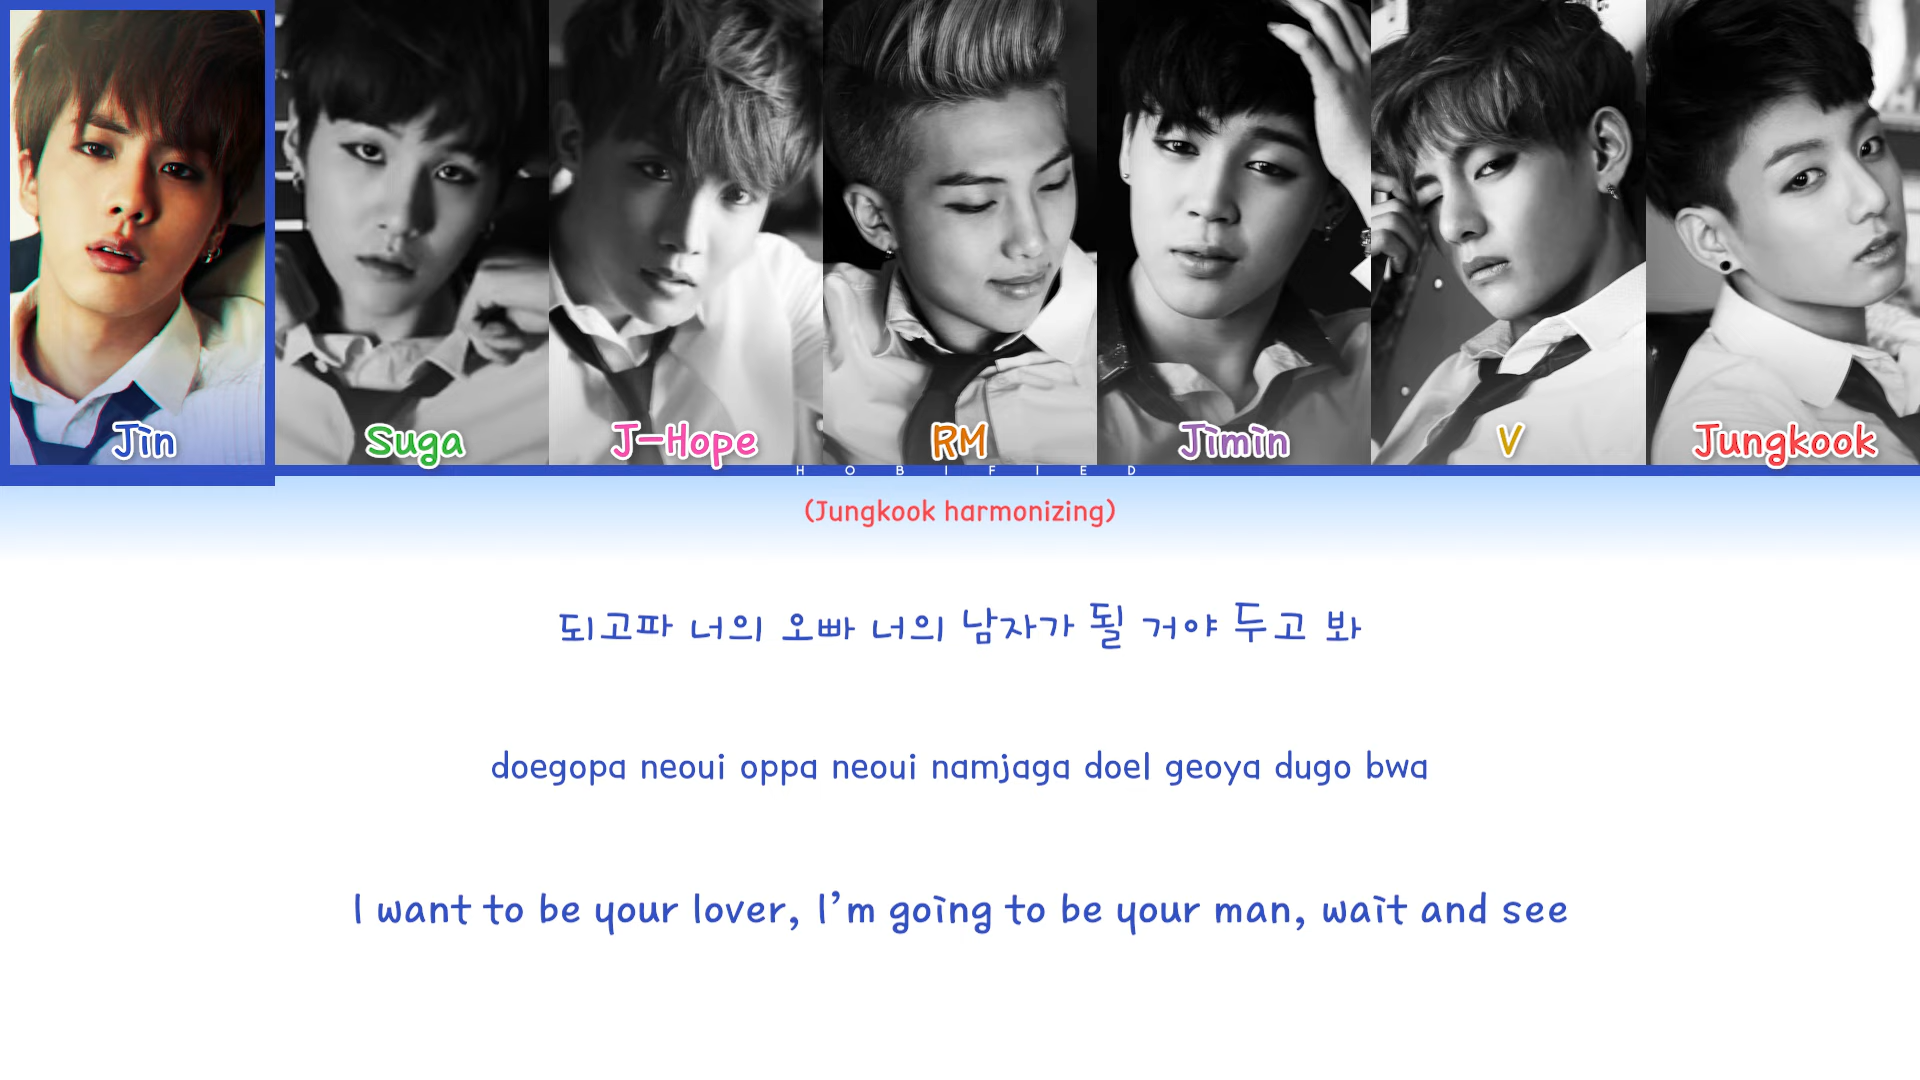 Jin
Suga
J-Hope
RM
Jimin
V
Jungkook
HOBIFIED
(Jungkook harmonizing)
되고파 너의 오빠 너의 남자가 될 거야 두고 봐
doegopa neoui oppa neoui namjaga doel geoya dugo bwa
I want to be your lover, I'm going to be your man, wait and see